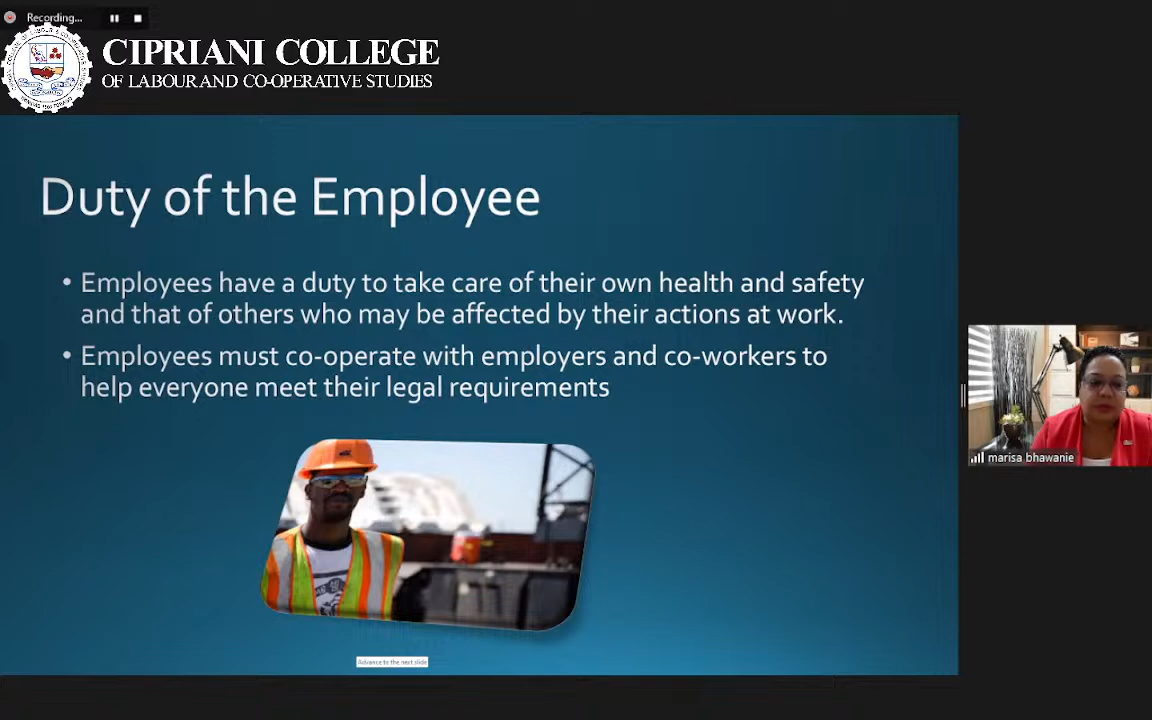 Recording...
CIPRIANI COLLEGE
OF LABOUR AND CO-OPERATIVE STUDIES
Duty of the Employee
• Employees have a duty to take care of their own health and safety
and that of others who may be affected by their actions at work.
• Employees must co-operate with employers and co-workers to
help everyone meet their legal requirements
marisa bhawanie
Advance to the next slide